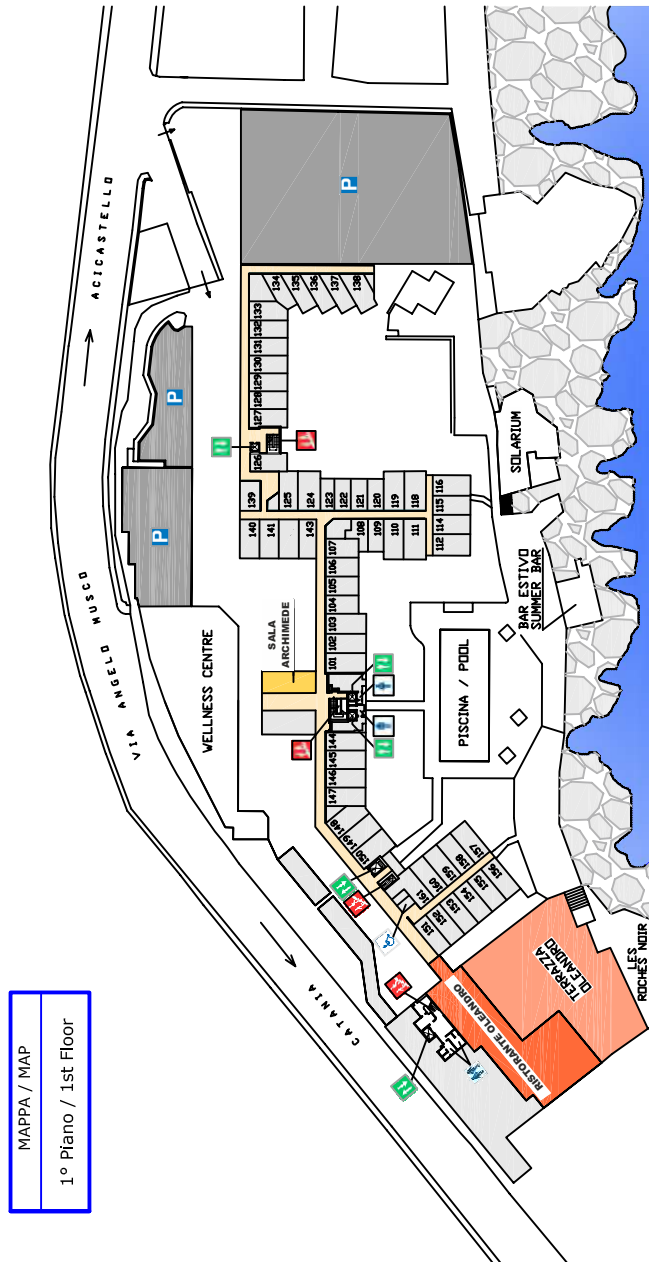 ACICASTELLO
VIA ANGELO MUSCO
CATANIA
P
P
P
134
135
136
137
138
133
132
131
130
129
128
127
126
139
125
124
123
122
121
120
119
118
116
115
114
112
140
141
143
108
109
110
111
107
106
105
104
103
102
101
SALA
ARCHIMEDE
WELLNESS CENTRE
SOLARIUM
BAR ESTIVO
SUMMER BAR
PISCINA / POOL
144
145
146
147
148
149
150
157
158
159
160
161
156
155
154
153
152
151
TERRAZZA
OLEANDRO
LES
ROCHES NOIR
RISTORANTE OLEANDRO
MAPPA / MAP
1° Piano / 1st Floor